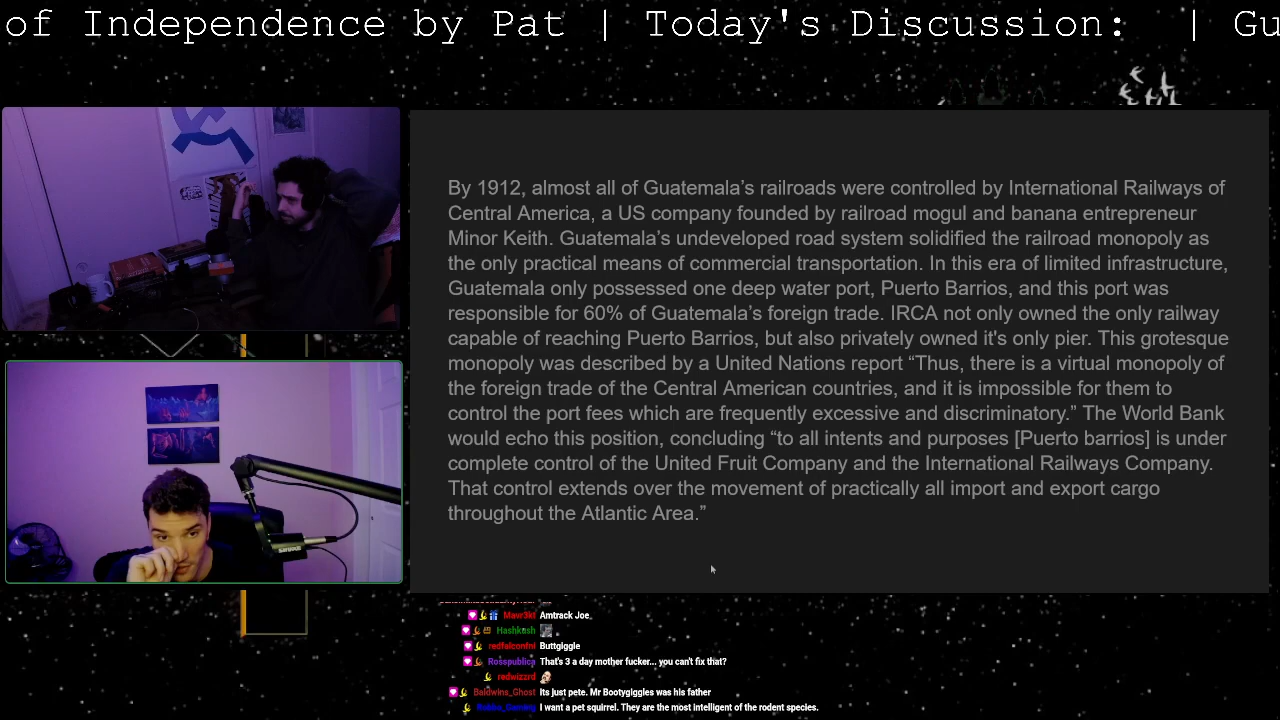 of Independence by Pat | Today's Discussion: | Gu
By 1912, almost all of Guatemala’s railroads were controlled by International Railways of
Central America, a US company founded by railroad mogul and banana entrepreneur
Minor Keith. Guatemala’s undeveloped road system solidified the railroad monopoly as
the only practical means of commercial transportation. In this era of limited infrastructure,
Guatemala only possessed one deep water port, Puerto Barrios, and this port was
responsible for 60% of Guatemala’s foreign trade. IRCA not only owned the only railway
capable of reaching Puerto Barrios, but also privately owned it's only pier. This grotesque
monopoly was described by a United Nations report “Thus, there is a virtual monopoly of
the foreign trade of the Central American countries, and it is impossible for them to
control the port fees which are frequently excessive and discriminatory.” The World Bank
would echo this position, concluding “to all intents and purposes [Puerto barrios] is under
complete control of the United Fruit Company and the International Railways Company.
That control extends over the movement of practically all import and export cargo
throughout the Atlantic Area.”
Mavr3kt Amtrack Joe
Hashkush
redfalconfnl Buttgiggle
Rosspublica That's 3 a day mother fucker... you can't fix that?
redwizzrd
Baldwins_Ghost Its just pete. Mr Bootygiggles was his father
I want a pet squirrel. They are the most intelligent of the rodent species.